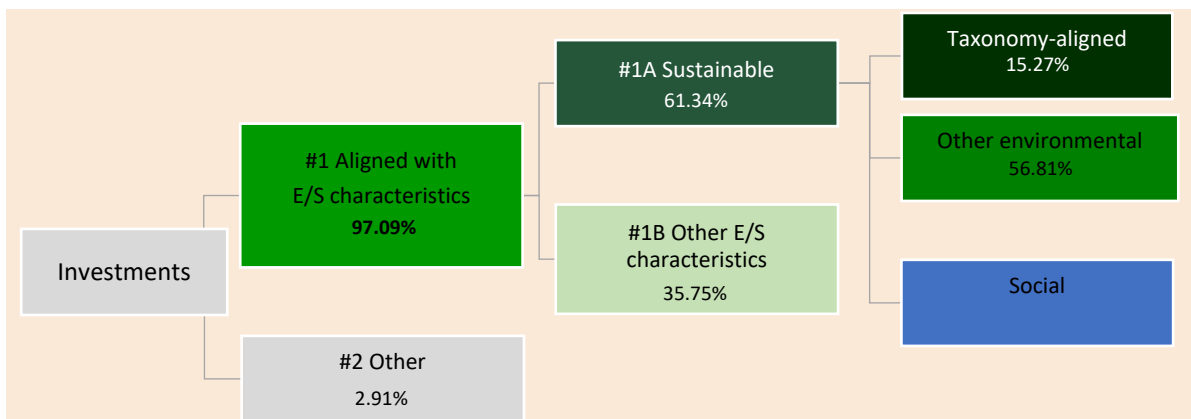 Investments
#1 Aligned with
E/S characteristics
97.09%
#2 Other
2.91%
#1A Sustainable
61.34%
#1B Other E/S
characteristics
35.75%
Taxonomy-aligned
15.27%
Other environmental
56.81%
Social